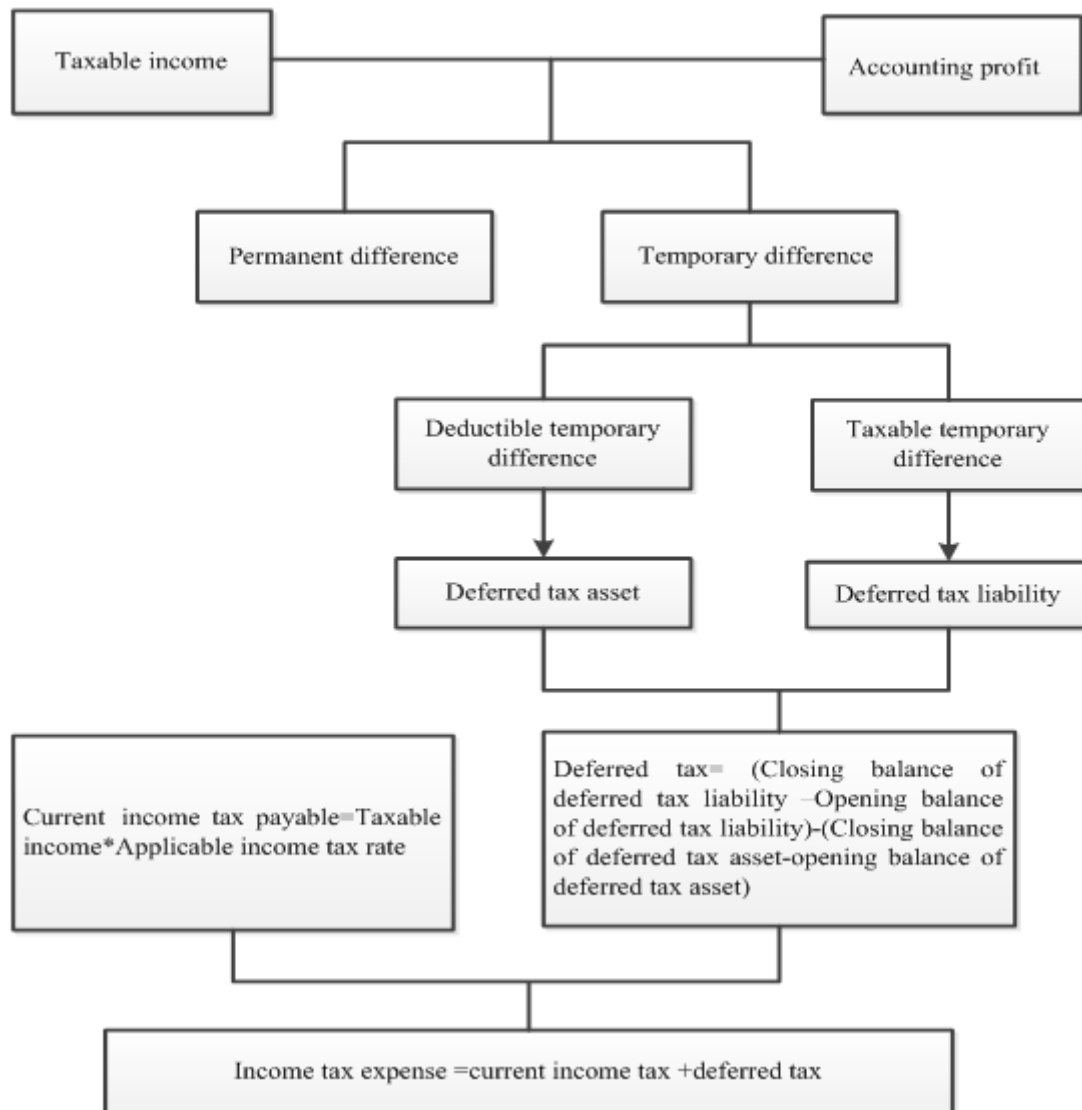 Taxable income
Accounting profit
Permanent difference
Temporary difference
Deductible temporary
difference
Taxable temporary
difference
Deferred tax asset
Deferred tax liability
Current income tax payable=Taxable
income*Applicable income tax rate
Deferred tax= (Closing balance of
deferred tax liability –Opening balance
of deferred tax liability)-(Closing balance
of deferred tax asset-opening balance of
deferred tax asset)
Income tax expense =current income tax +deferred tax